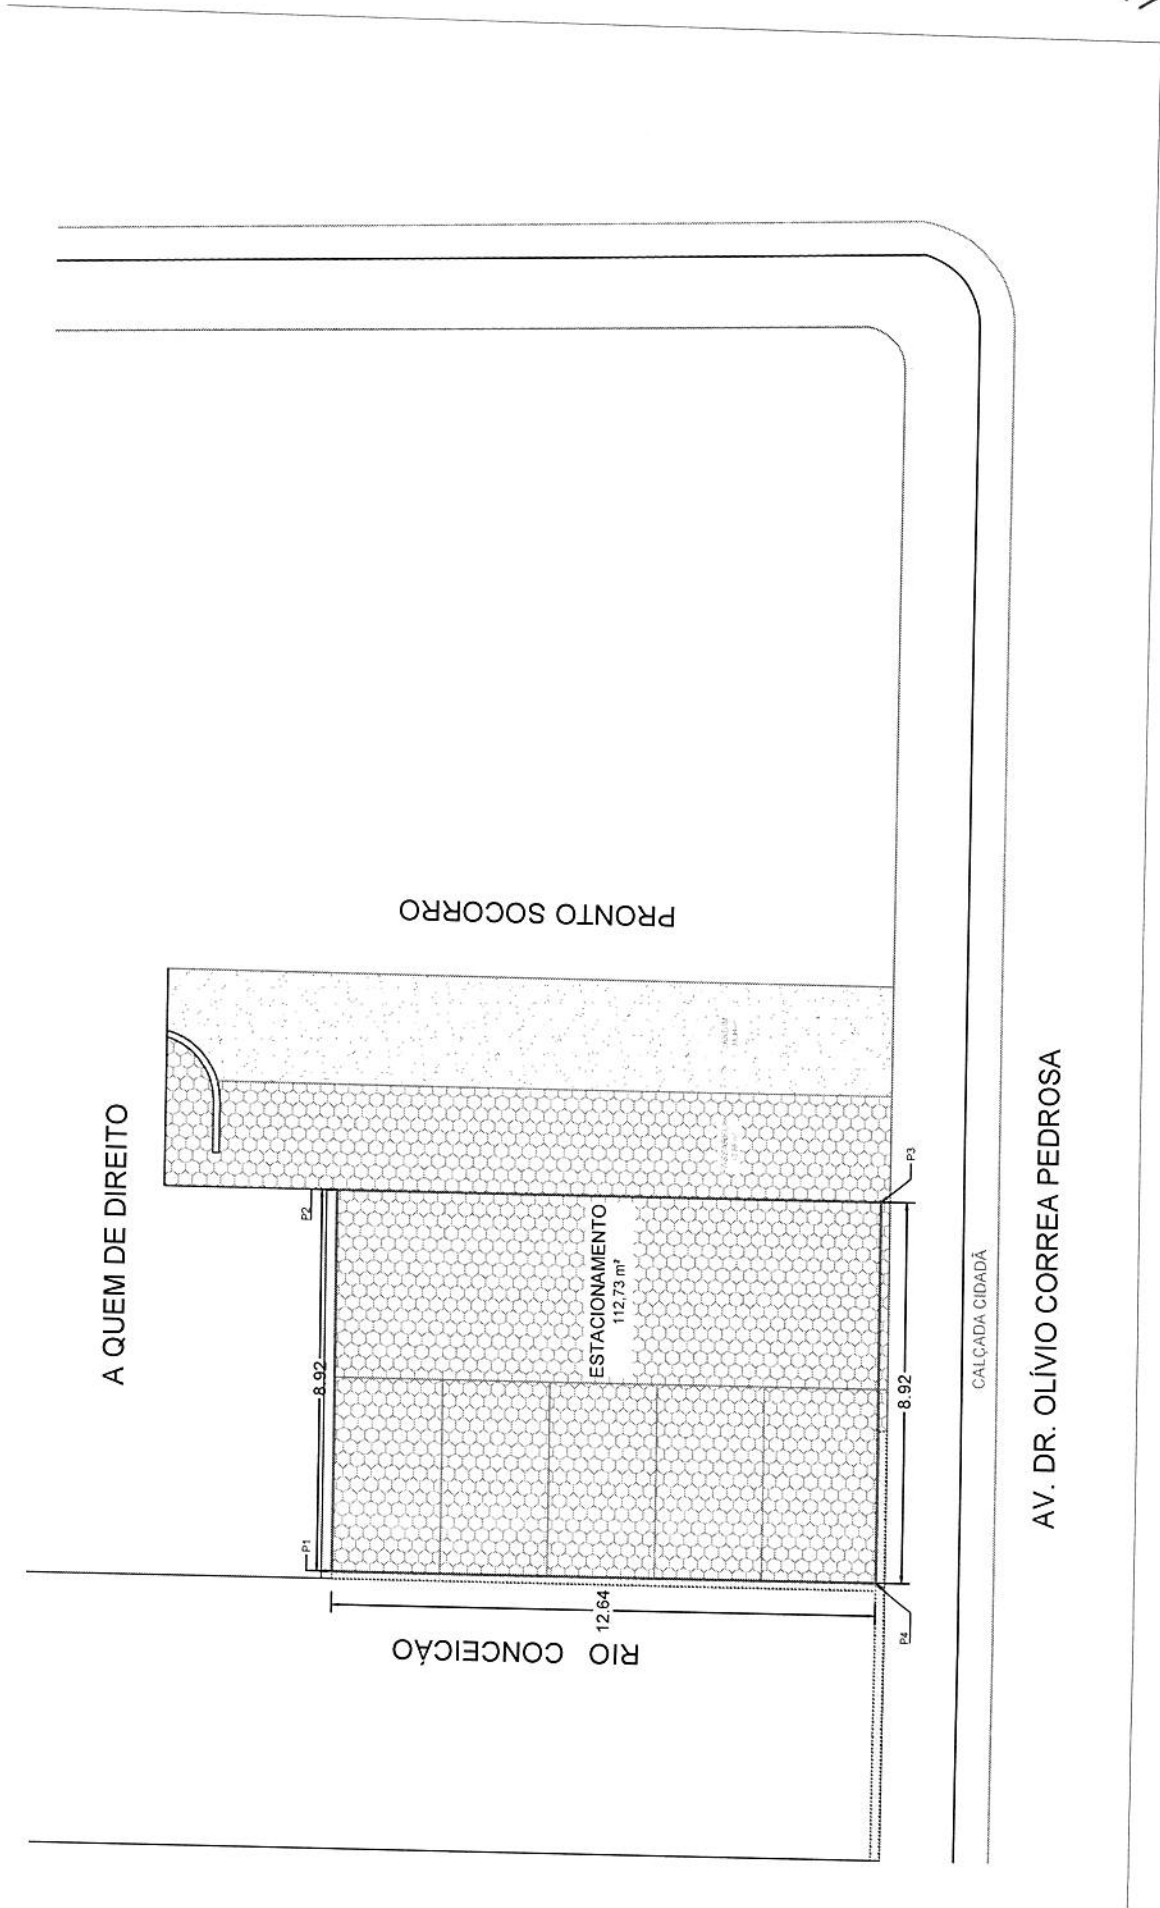 A QUEM DE DIREITO
PRONTO SOCORRO
P1
P2
8.92
ESTACIONAMENTO
112,73 m²
12.64
RIO CONCEIÇÃO
P3
P4
8.92
CALÇADA CIDADÃ
AV. DR. OLÍVIO CORREA PEDROSA